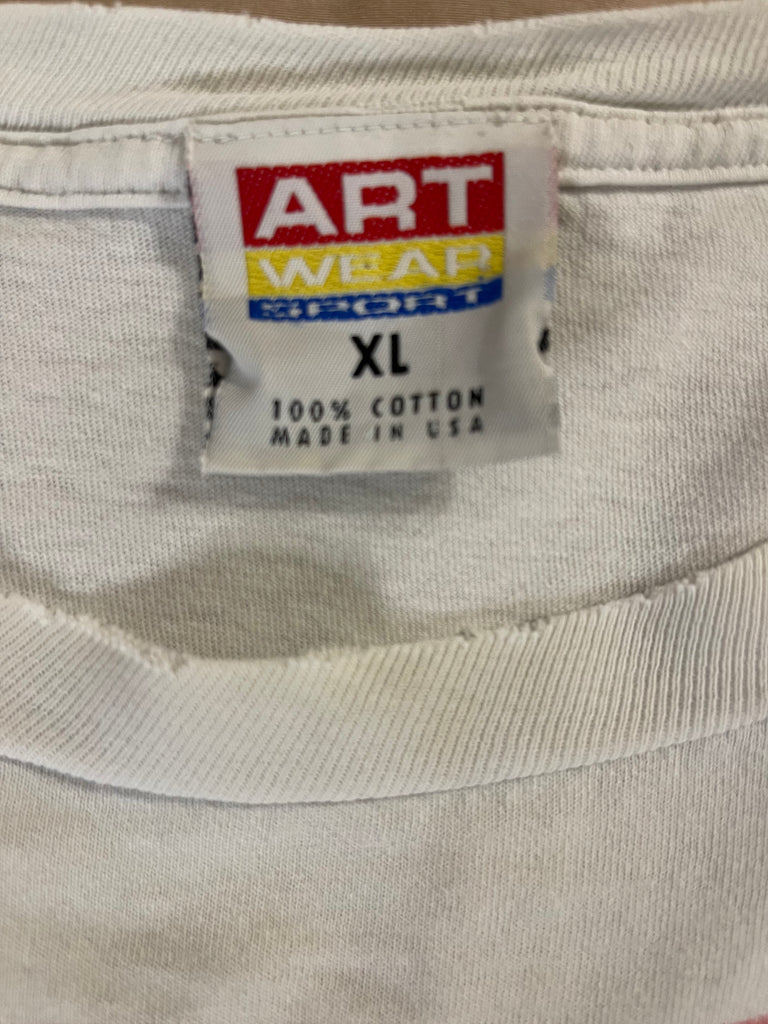 ART
WEAR
SPORT
XL
100% COTTON
MADE IN USA